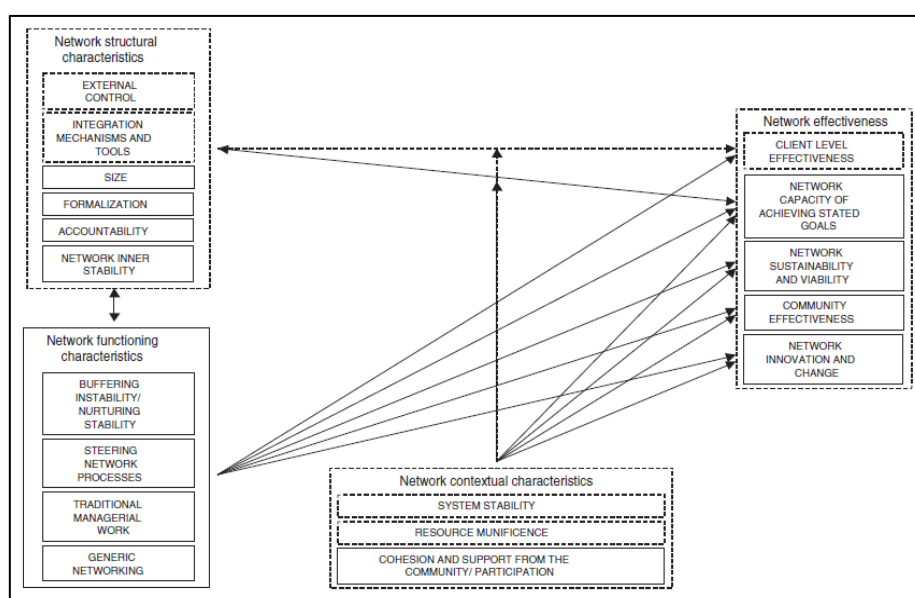 Network structural
characteristics
EXTERNAL
CONTROL
INTEGRATION
MECHANISMS AND
TOOLS
SIZE
FORMALIZATION
ACCOUNTABILITY
NETWORK INNER
STABILITY
Network functioning
characteristics
BUFFERING
INSTABILITY/
NURTURING
STABILITY
STEERING
NETWORK
PROCESSES
TRADITIONAL
MANAGERIAL
WORK
GENERIC
NETWORKING
Network contextual characteristics
SYSTEM STABILITY
RESOURCE MUNIFICENCE
COHESION AND SUPPORT FROM THE
COMMUNITY/ PARTICIPATION
Network effectiveness
CLIENT LEVEL
EFFECTIVENESS
NETWORK
CAPACITY OF
ACHIEVING STATED
GOALS
NETWORK
SUSTAINABILITY
AND VIABILITY
COMMUNITY
EFFECTIVENESS
NETWORK
INNOVATION AND
CHANGE